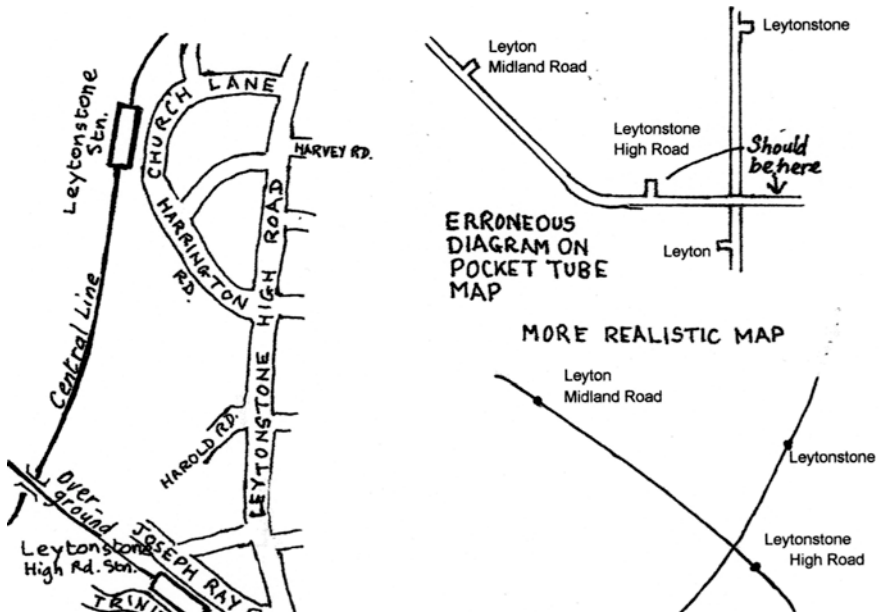 CHURCH LANE
Leytonstone
Stn.
HARVEY RD.
HARRINGTON
RD.
LEYTONSTONE HIGH ROAD
Central Line
HAROLD RD.
Over-
ground
JOSEPH RAY
Leytonstone
High Rd. Stn.
Leyton
Midland Road
Leytonstone
Leytonstone
High Road
Should
be here
Leyton
ERRONEOUS
DIAGRAM ON
POCKET TUBE
MAP
MORE REALISTIC MAP
Leyton
Midland Road
Leytonstone
Leytonstone
High Road